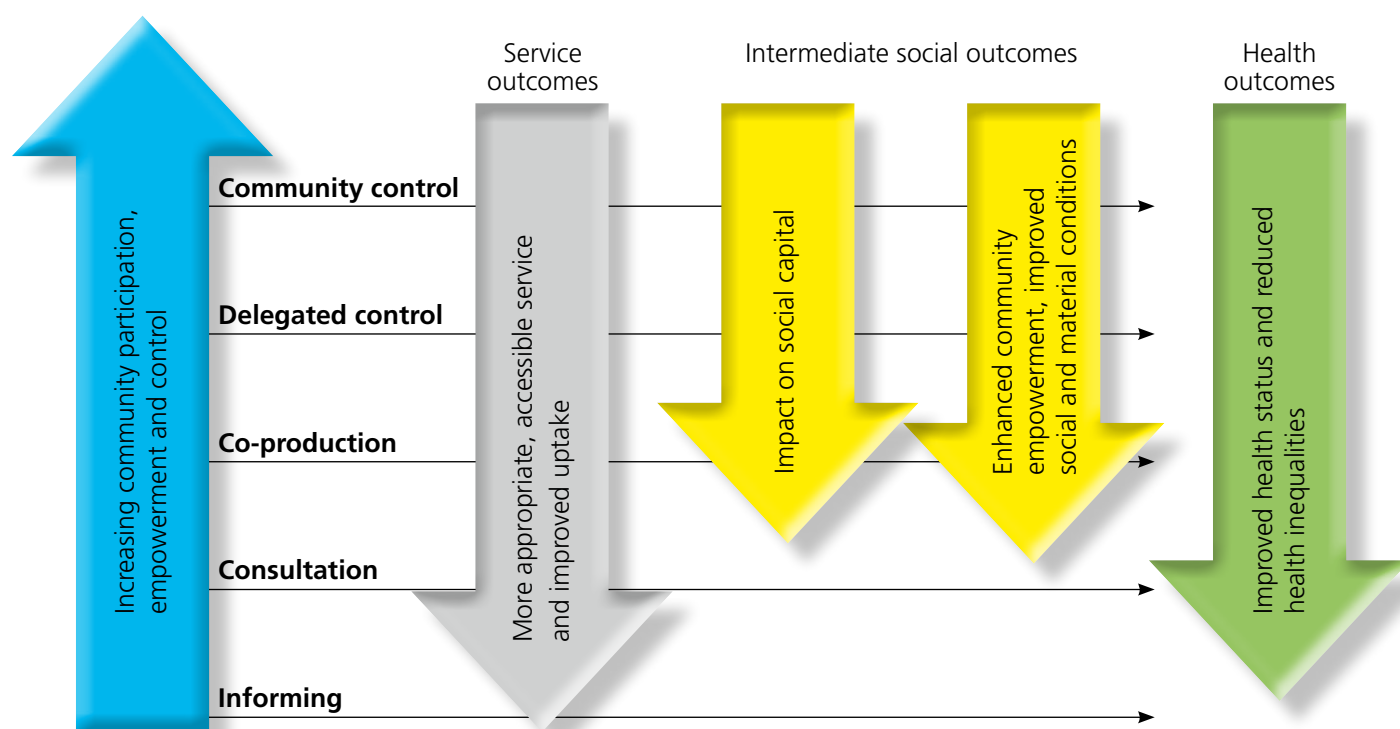 Service
outcomes
Intermediate social outcomes
Health
outcomes
Increasing community participation,
empowerment and control
Community control
Delegated control
Co-production
Consultation
Informing
More appropriate, accessible service
and improved uptake
Impact on social capital
Enhanced community
empowerment, improved
social and material conditions
Improved health status and reduced
health inequalities